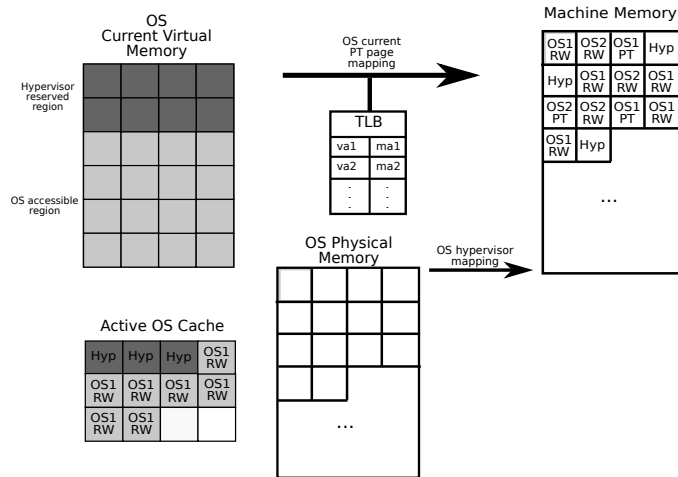 OS
Current Virtual
Memory
Hypervisor
reserved
region
OS accessible
region
OS current
PT page
mapping
TLB
va1 ma1
va2 ma2
. .
. .
. .
Machine Memory
OS1 OS2 OS1 Hyp
RW RW PT
Hyp OS1 OS2 OS1
RW RW RW
OS2 OS2 OS1 OS1
PT RW PT RW
OS1 Hyp
RW
...
OS Physical
Memory
...
OS hypervisor
mapping
Active OS Cache
Hyp Hyp Hyp OS1
RW
OS1 OS1 OS1 OS1
RW RW RW RW
OS1 OS1
RW RW